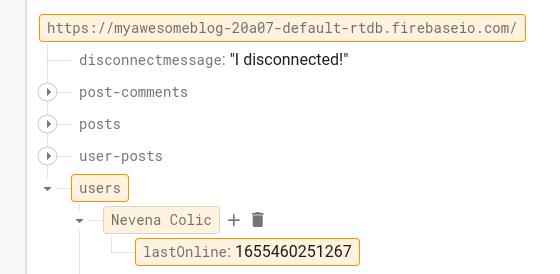 https://myawesomeblog-20a07-default-rtdb.firebaseio.com/
disconnectmessage: "I disconnected!"
post-comments
posts
user-posts
users
Nevena Colic
lastOnline: 1655460251267